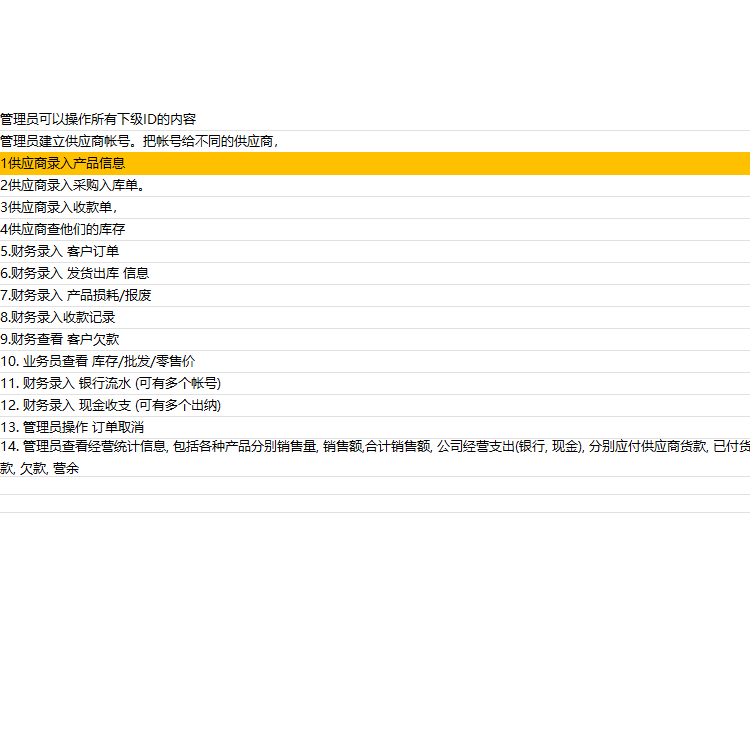 管理员可以操作所有下级ID的内容
管理员建立供应商帐号。把帐号给不同的供应商，
1供应商录入产品信息
2供应商录入采购入库单。
3供应商录入收款单，
4供应商查他们的库存
5.财务录入 客户订单
6.财务录入 发货出库 信息
7.财务录入 产品损耗/报废
8.财务录入收款记录
9.财务查看 客户欠款
10. 业务员查看 库存/批发/零售价
11. 财务录入 银行流水 (可有多个帐号)
12. 财务录入 现金收支 (可有多个出纳)
13. 管理员操作 订单取消
14. 管理员查看经营统计信息, 包括各种产品分别销售量, 销售额,合计销售额, 公司经营支出(银行, 现金), 分别应付供应商货款, 已付货
款, 欠款, 营余